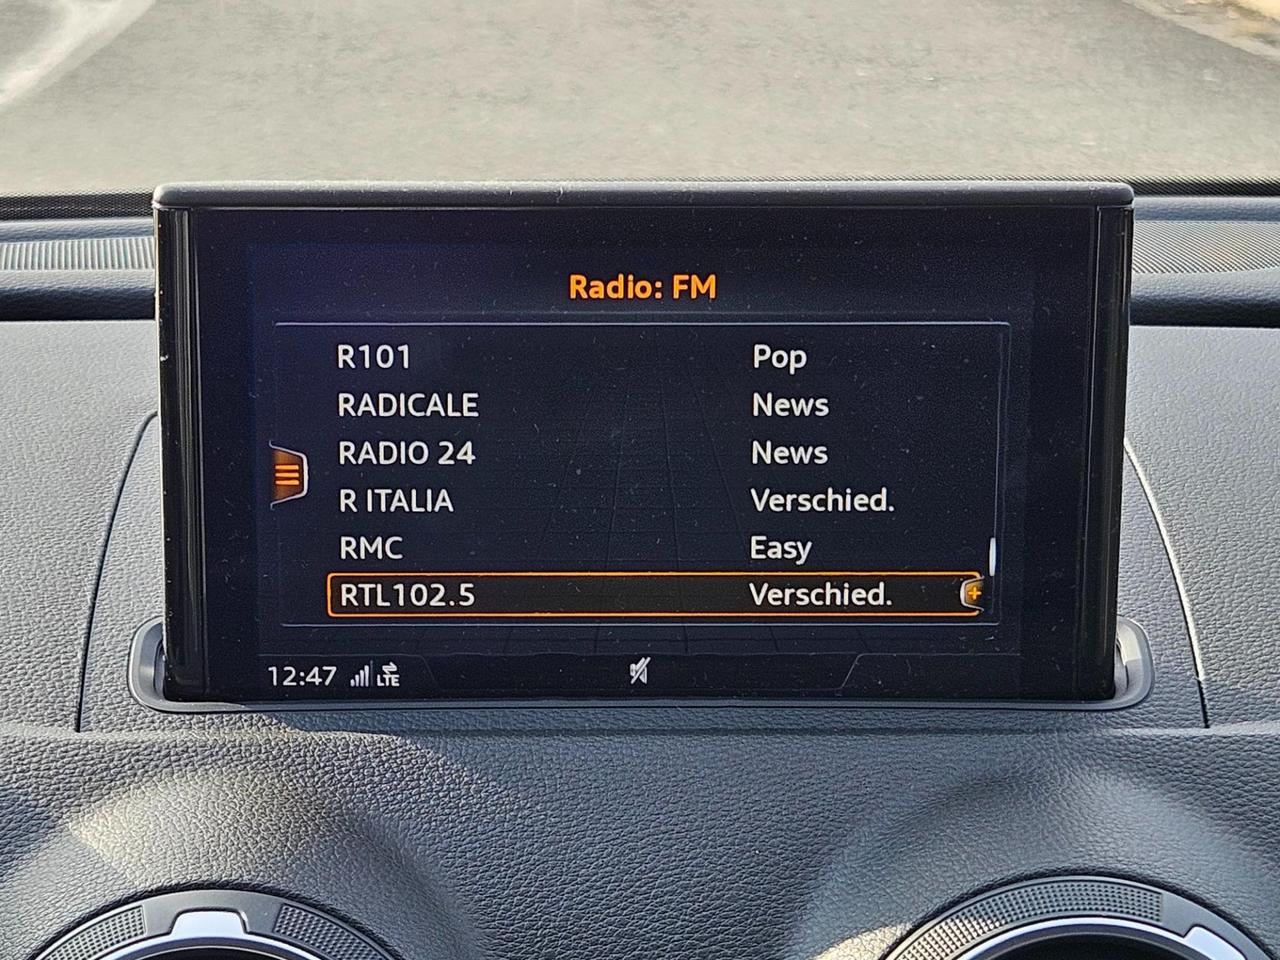 Radio: FM
R101 Pop
RADICALE News
RADIO 24 News
R ITALIA Verschied.
RMC Easy
RTL102.5 Verschied.
12:47 LTE